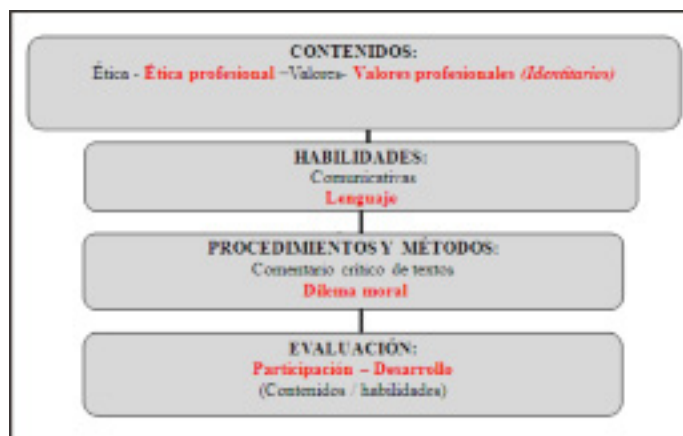 CONTENIDOS:
Ética - Ética profesional –Valores- Valores profesionales (Identitarios)
HABILIDADES:
Comunicativas
Lenguaje
PROCEDIMIENTOS Y MÉTODOS:
Comentario crítico de textos
Dilema moral
EVALUACIÓN:
Participación – Desarrollo
(Contenidos / habilidades)